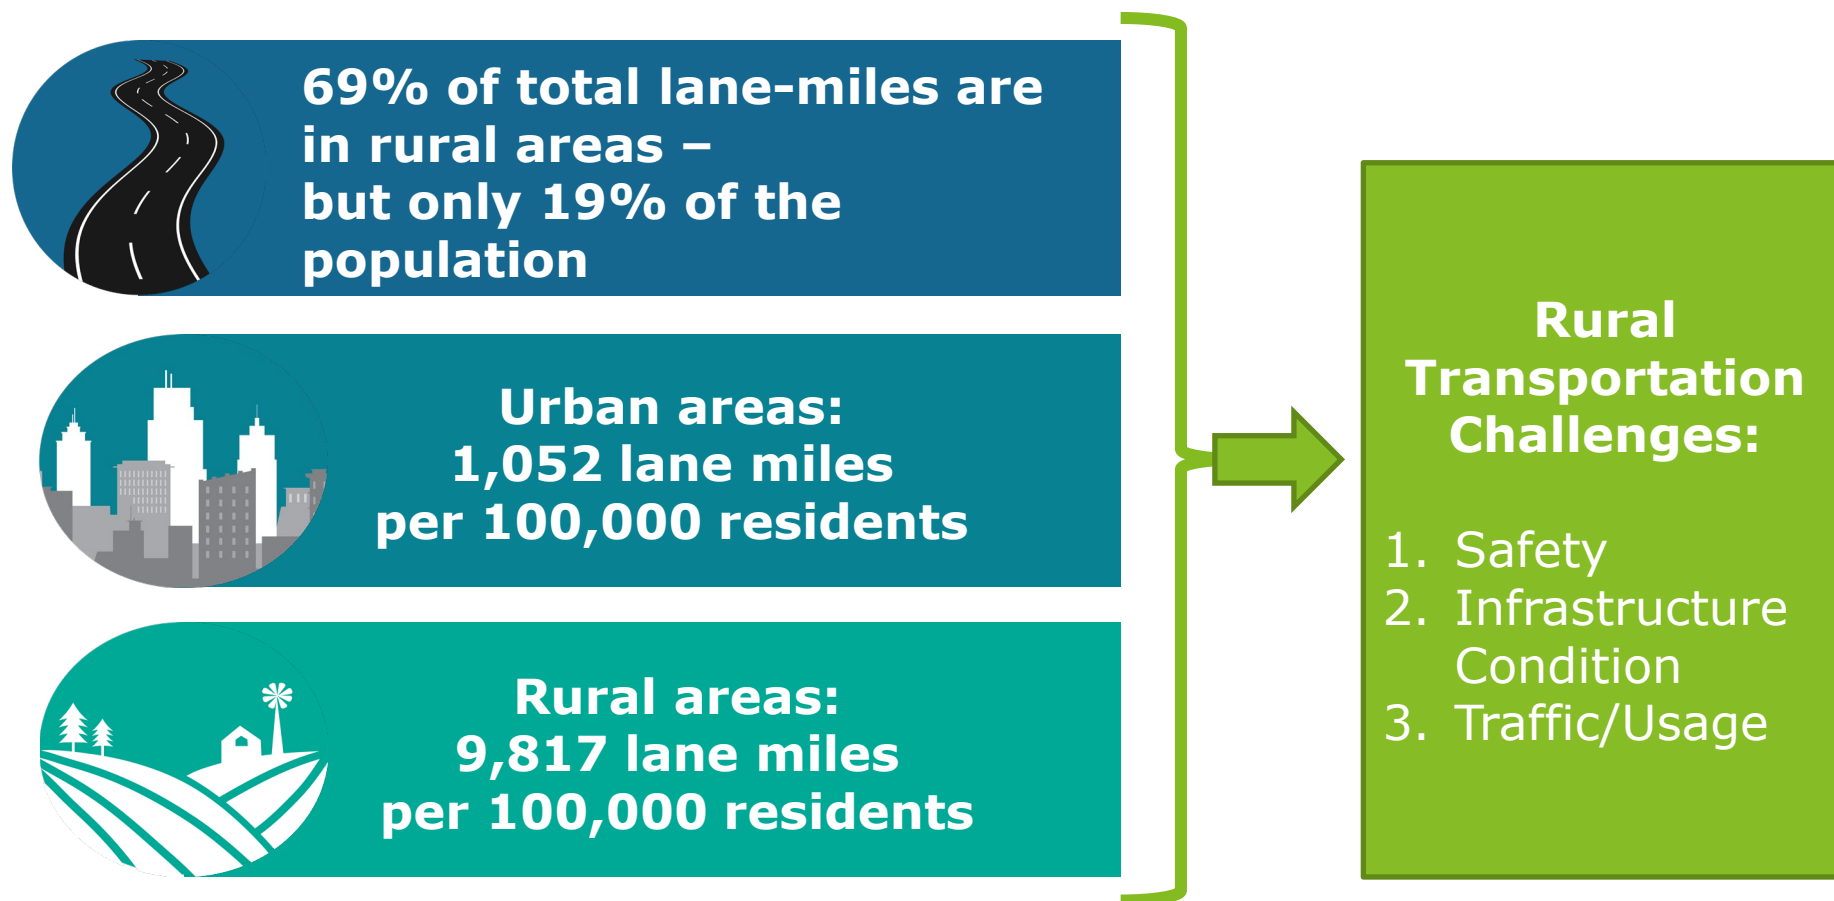 69% of total lane-miles are
in rural areas –
but only 19% of the
population
Urban areas:
1,052 lane miles
per 100,000 residents
Rural areas:
9,817 lane miles
per 100,000 residents
Rural
Transportation
Challenges:
1. Safety
2. Infrastructure
Condition
3. Traffic/Usage